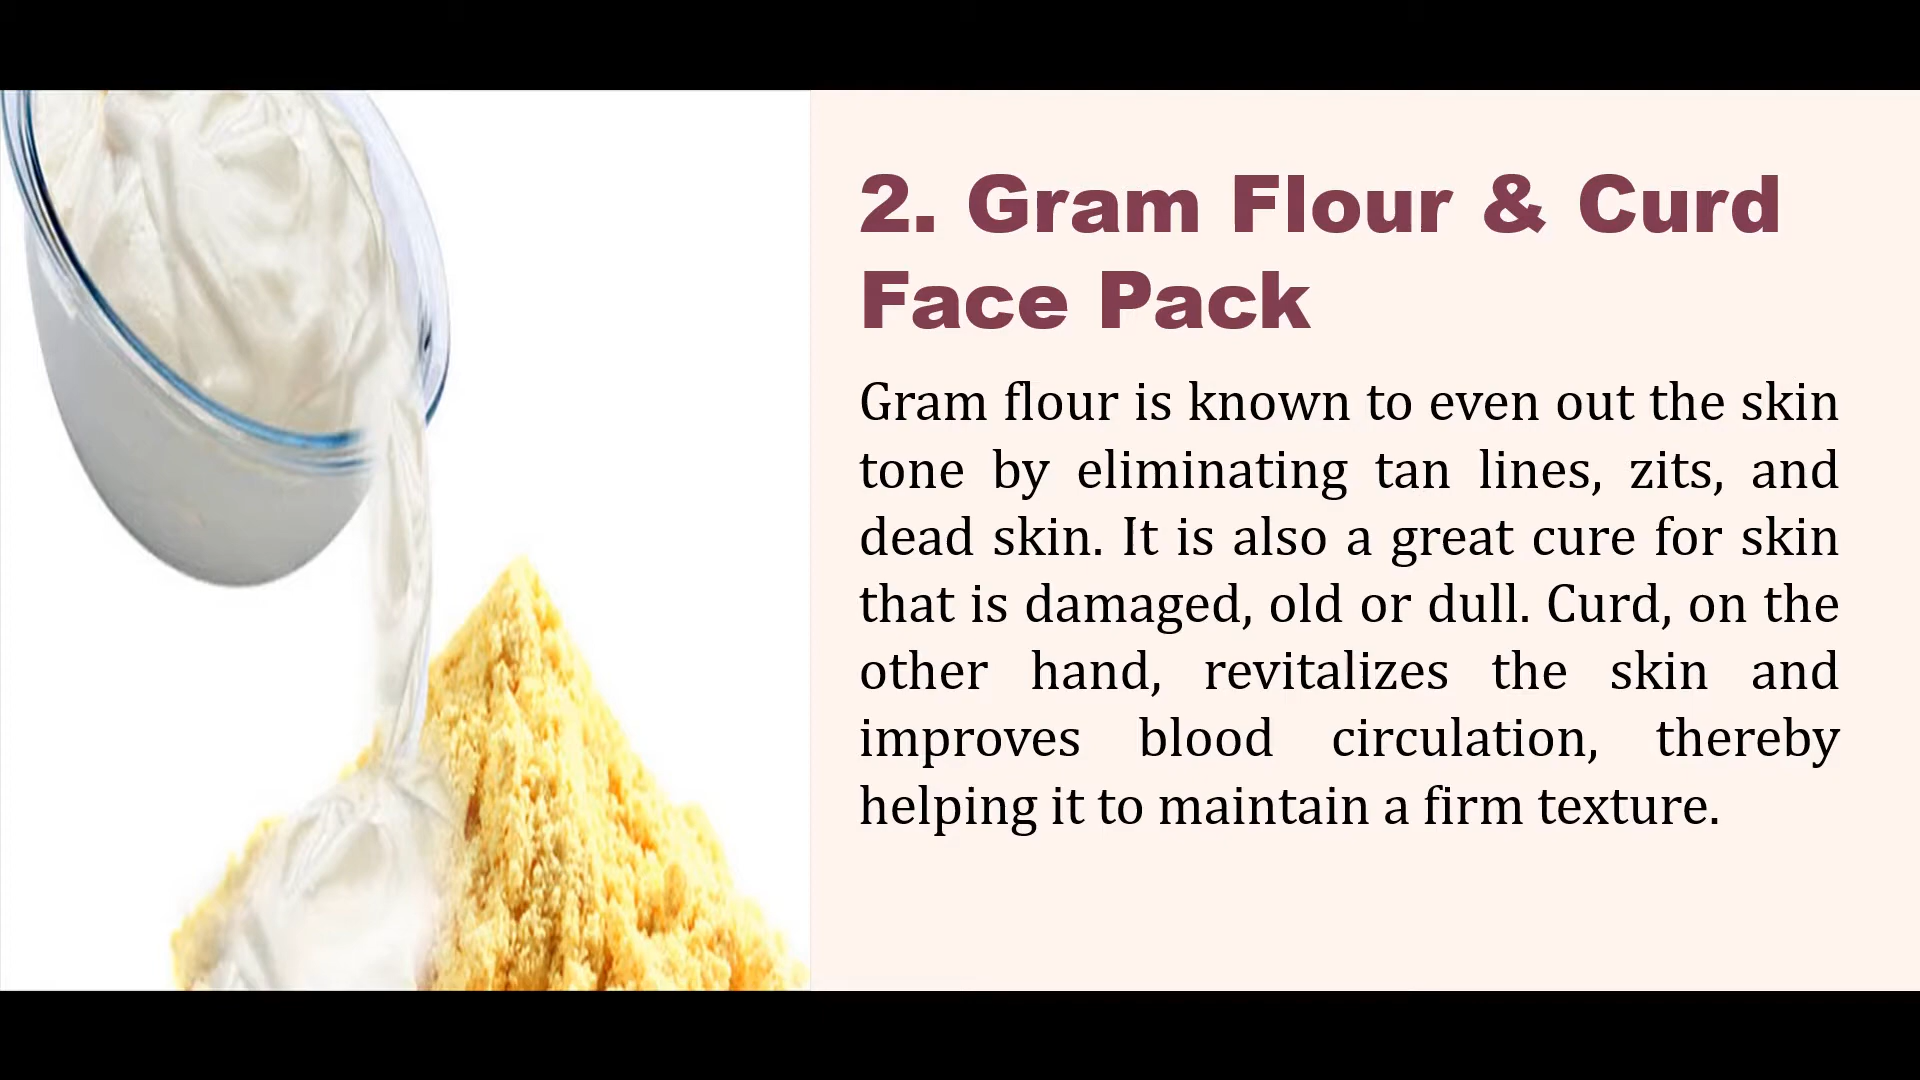 2. Gram Flour & Curd
Face Pack
Gram flour is known to even out the skin
tone by eliminating tan lines, zits, and
dead skin. It is also a great cure for skin
that is damaged, old or dull. Curd, on the
other hand, revitalizes the skin and
improves blood circulation, thereby
helping it to maintain a firm texture.